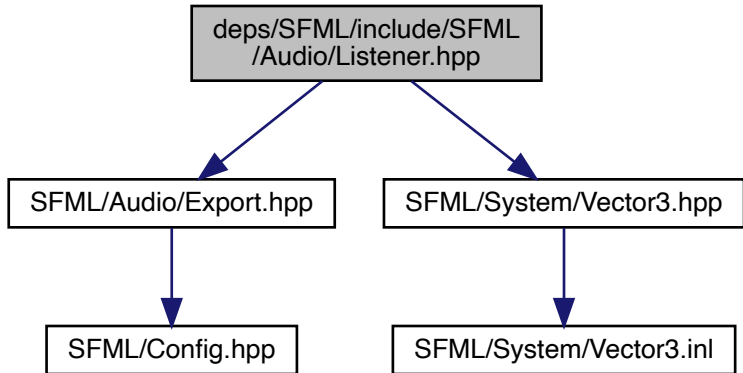 deps/SFML/include/SFML
/Audio/Listener.hpp
SFML/Audio/Export.hpp
SFML/System/Vector3.hpp
SFML/Config.hpp
SFML/System/Vector3.inl